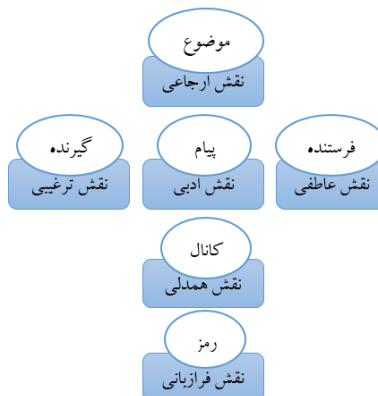 موضوع
نقش ارجاعی
فرستنده
نقش عاطفی
پیام
نقش ادبی
گیرنده
نقش ترغیبی
کانال
نقش همدلی
رمز
نقش فرازبانی